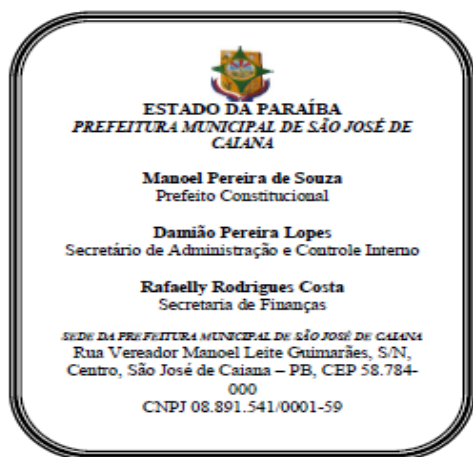 ESTADO DA PARAÍBA
PREFEITURA MUNICIPAL DE SÃO JOSÉ DE
CAIANA
Manoel Pereira de Souza
Prefeito Constitucional
Damião Pereira Lopes
Secretário de Administração e Controle Interno
Rafaelly Rodrigues Costa
Secretaria de Finanças
SEDE DA PREFEITURA MUNICIPAL DE SÃO JOSÉ DE CAIANA
Rua Vereador Manoel Leite Guimarães, S/N,
Centro, São José de Caiana – PB, CEP 58.784-
000
CNPJ 08.891.541/0001-59